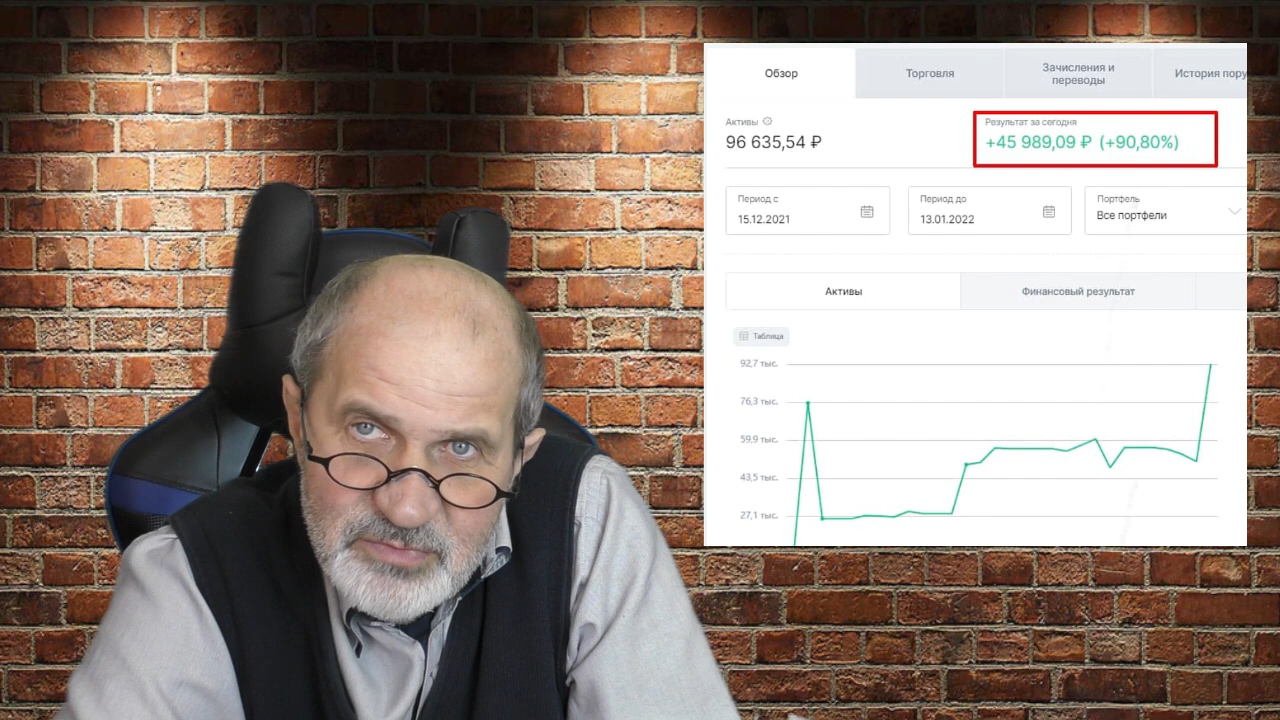 Обзор
Торговля
Зачисления и
переводы
История пору
Активы
96 635,54 ₽
Результат за сегодня
+45 989,09 ₽ (+90,80%)
Период с
15.12.2021
Период до
13.01.2022
Портфель
Все портфели
Активы
Финансовый результат
Таблица
92,7 тыс.
76,3 тыс.
59,9 тыс.
43,5 тыс.
27,1 тыс.